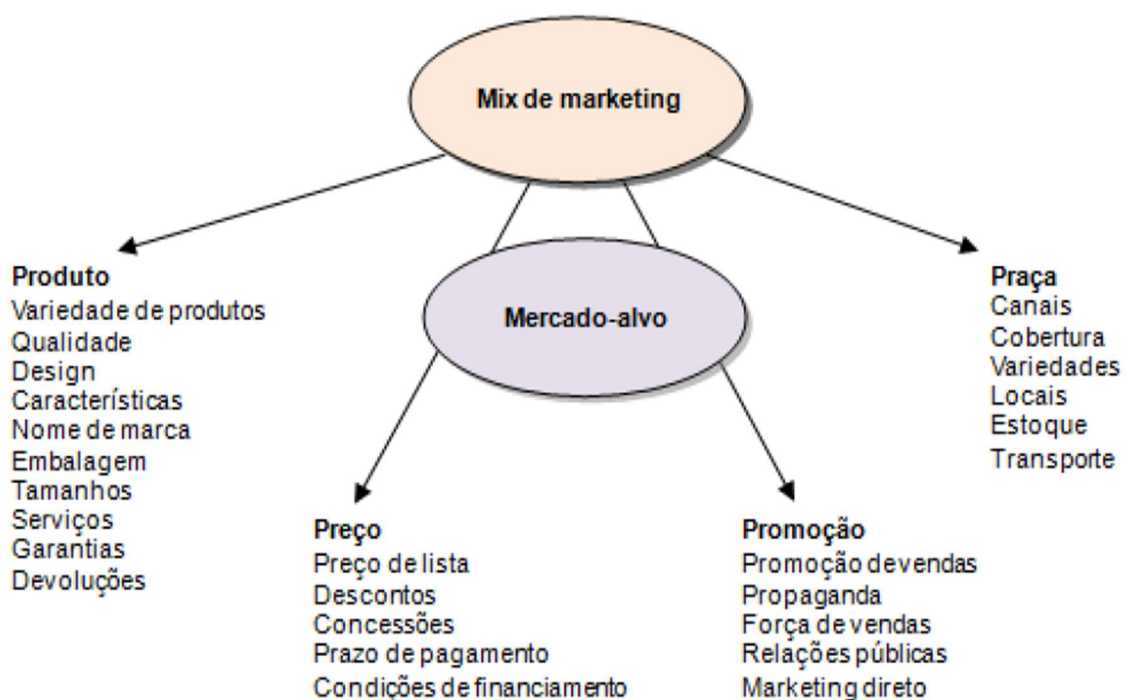 Mix de marketing
Mercado-alvo
Produto
Variedade de produtos
Qualidade
Design
Características
Nome de marca
Embalagem
Tamanhos
Serviços
Garantias
Devoluções
Preço
Preço de lista
Descontos
Concessões
Prazo de pagamento
Condições de financiamento
Promoção
Promoção de vendas
Propaganda
Força de vendas
Relações públicas
Marketing direto
Praça
Canais
Cobertura
Variedades
Locais
Estoque
Transporte